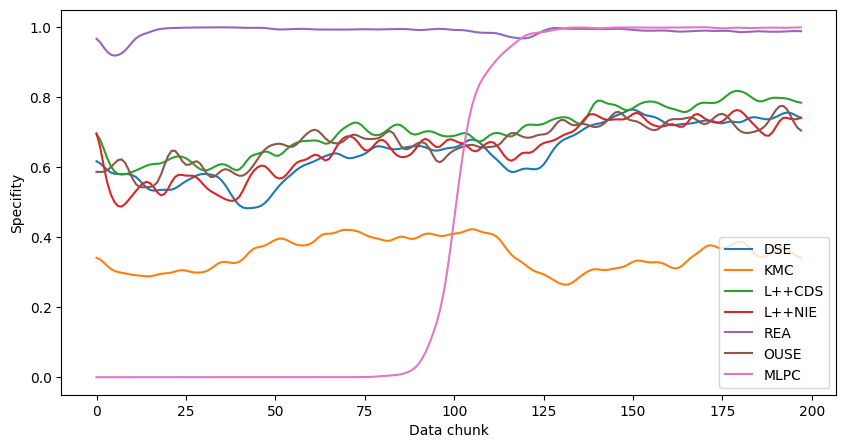 1.0
0.8
0.6
0.4
0.2
0.0
Specifity
0
25
50
75
100
125
150
175
200
Data chunk
DSE
KMC
L++CDS
L++NIE
REA
OUSE
MLPC